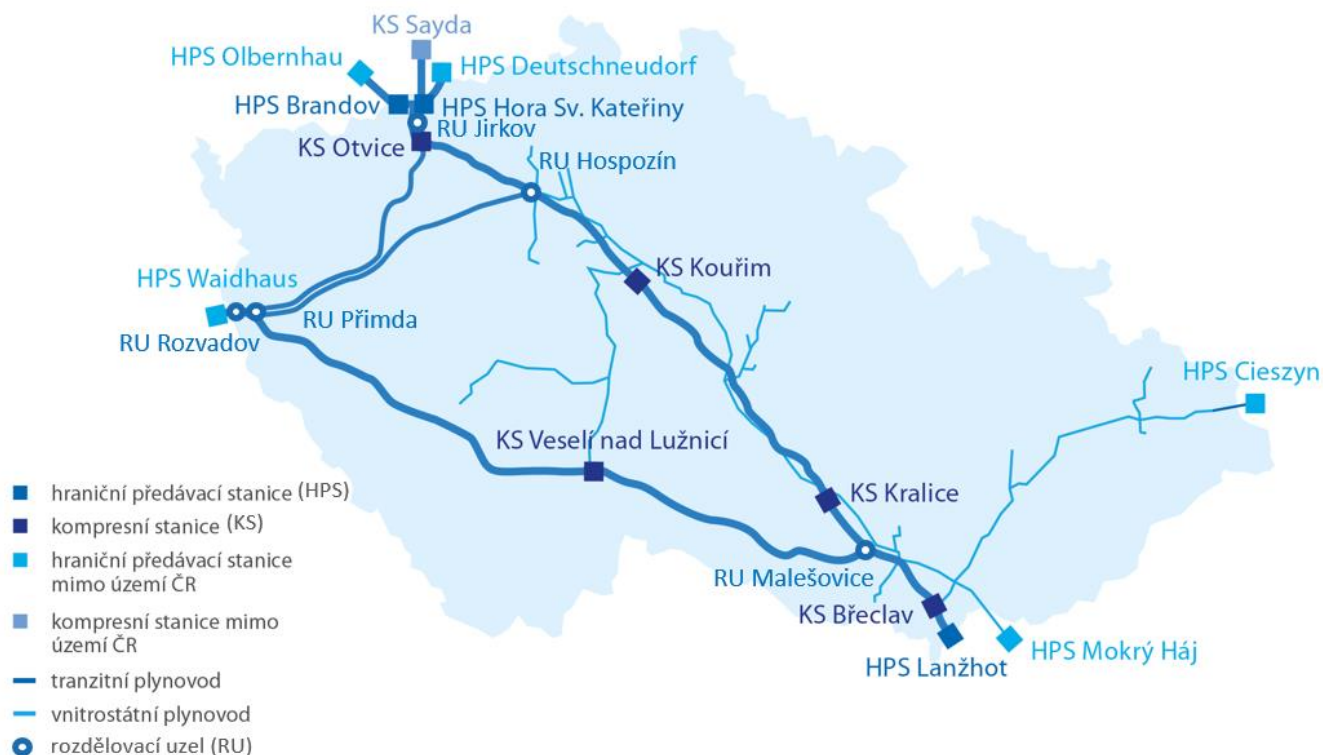 KS Sayda
HPS Olbernhau
HPS Deutschneudorf
HPS Brandov
HPS Hora Sv. Kateřiny
RU Jirkov
KS Otvice
RU Hospozín
KS Kouřim
HPS Waidhaus
RU Přimda
RU Rozvadov
HPS Cieszyn
KS Veselí nad Lužnicí
KS Kralice
RU Malešovice
KS Břeclav
HPS Mokrý Háj
HPS Lanžhot
hraniční předávací stanice (HPS)
kompresní stanice (KS)
hraniční předávací stanice
mimo území ČR
kompresní stanice mimo
území ČR
tranzitní plynovod
vnitrostátní plynovod
rozdělovací uzel (RU)